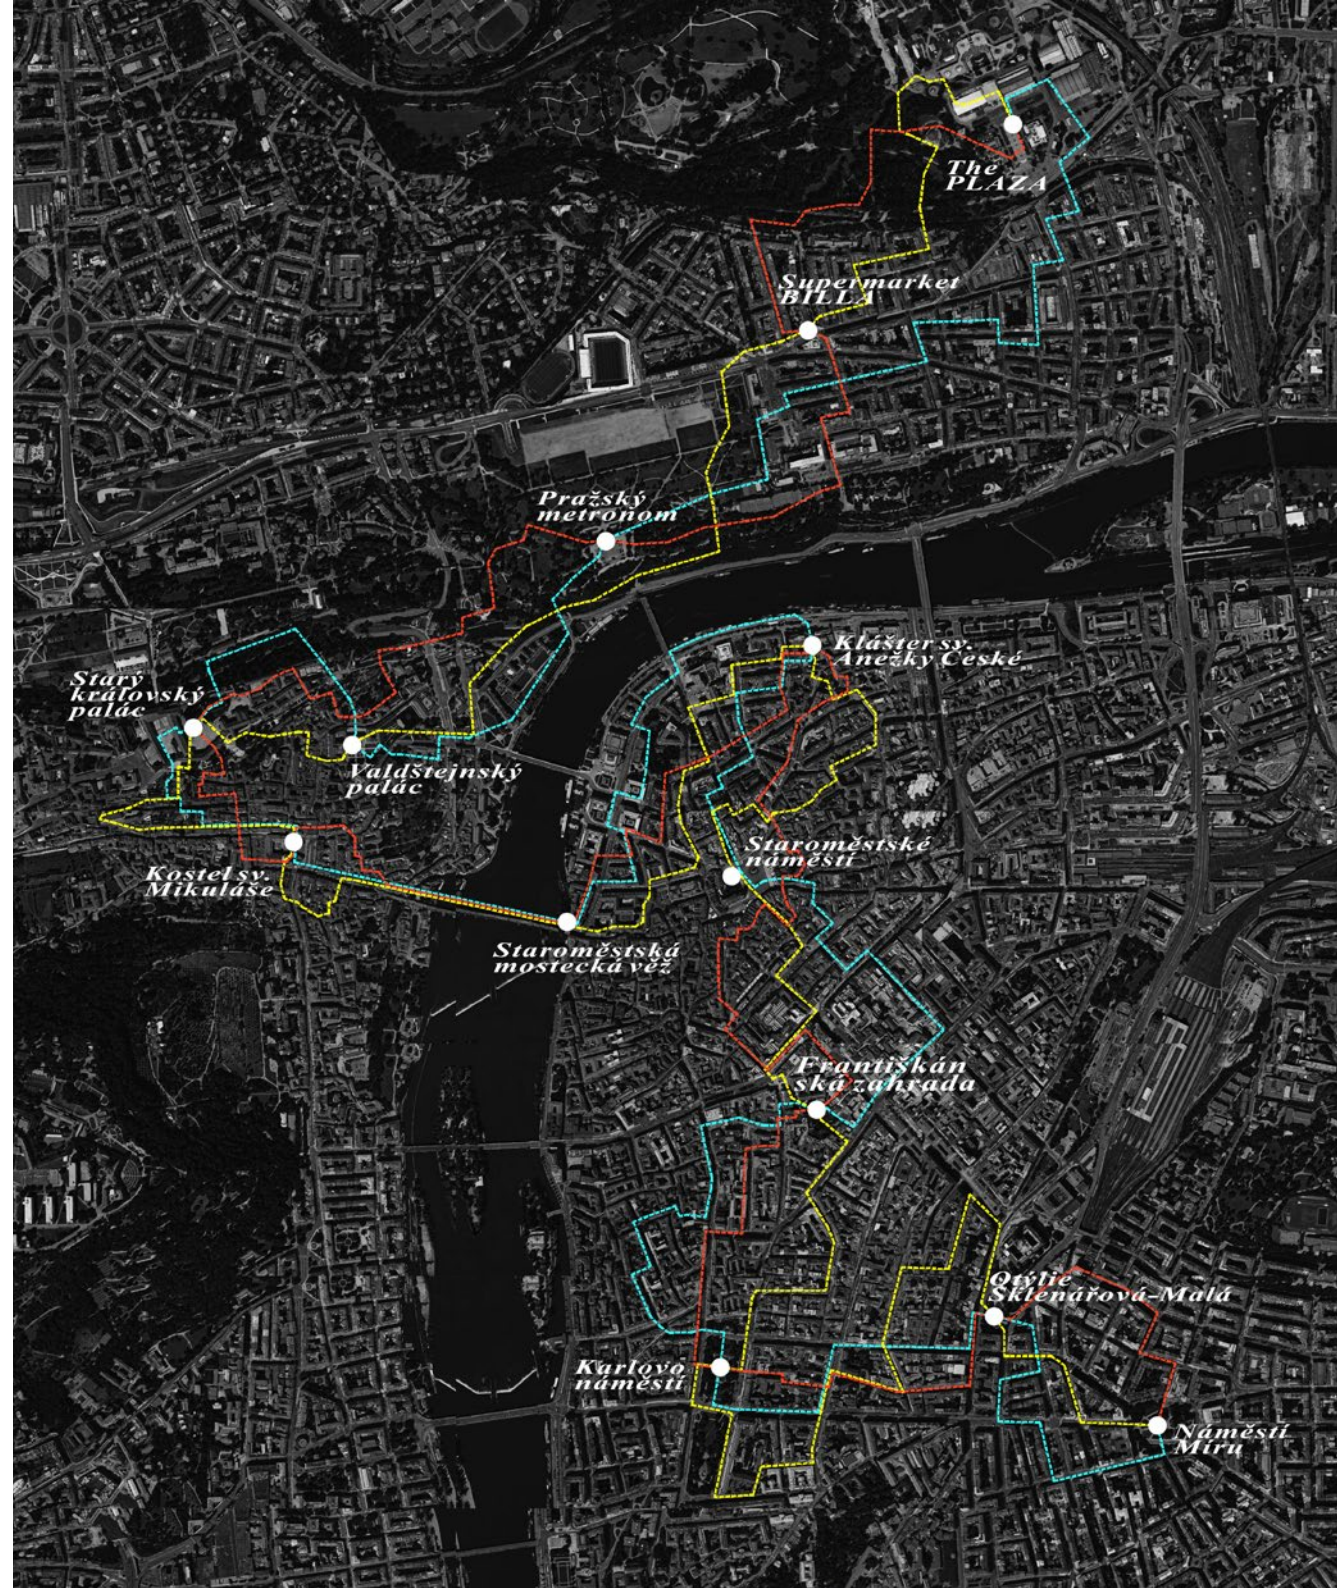 The
PLAZA
Supermarket
BILLA
Pražský
metronom
Klášter sv.
Anežky České
Starý
kráľovský
palác
Valdštejnský
palác
Staroměstské
náměstí
Kostel sv.
Mikuláše
Staroměstská
mostecká věž
Františkán
ská zahrada
Otýlie
Sklenářová-Malá
Karlovo
náměstí
Náměstí
Míru